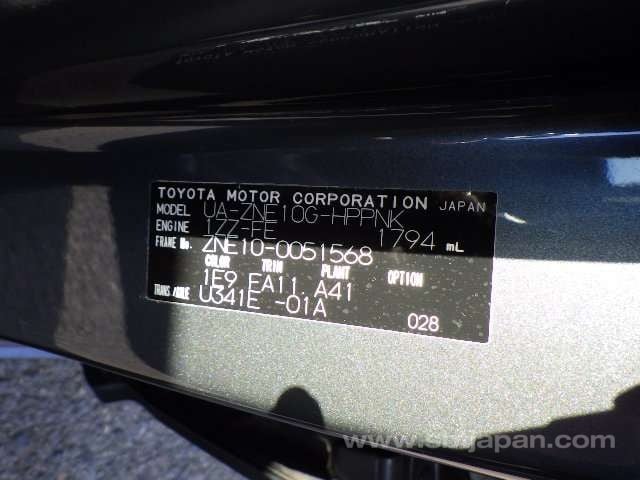 TOYOTA MOTOR CORPORATION JAPAN
MODEL UA-ZNE10G-HPPNK
ENGINE 1ZZ-FE 1794 mL
FRAME No. ZNE10-0051568
COLOR TRIM PLANT OPTION
1E9 EA11 A41
TRANS/AXLE U341E -01A
028
www.sbtjapan.com